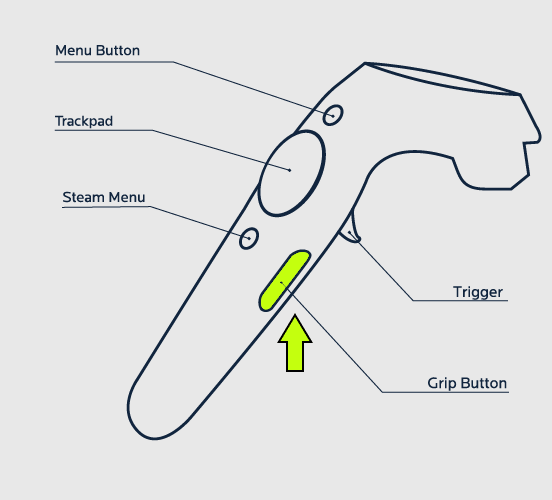 Menu Button
Trackpad
Steam Menu
Trigger
Grip Button